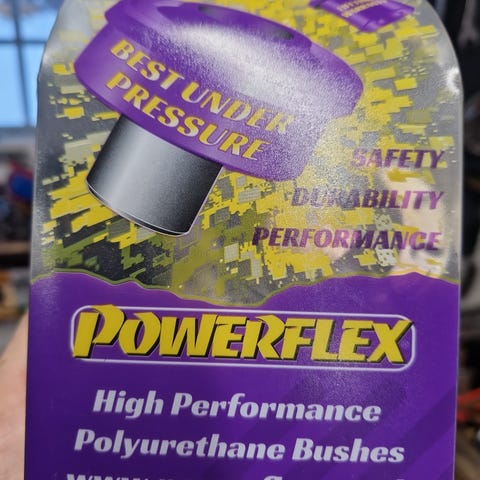 BEST UNDER
PRESSURE
SAFETY
DURABILITY
PERFORMANCE
POWERFLEX
High Performance
Polyurethane Bushes